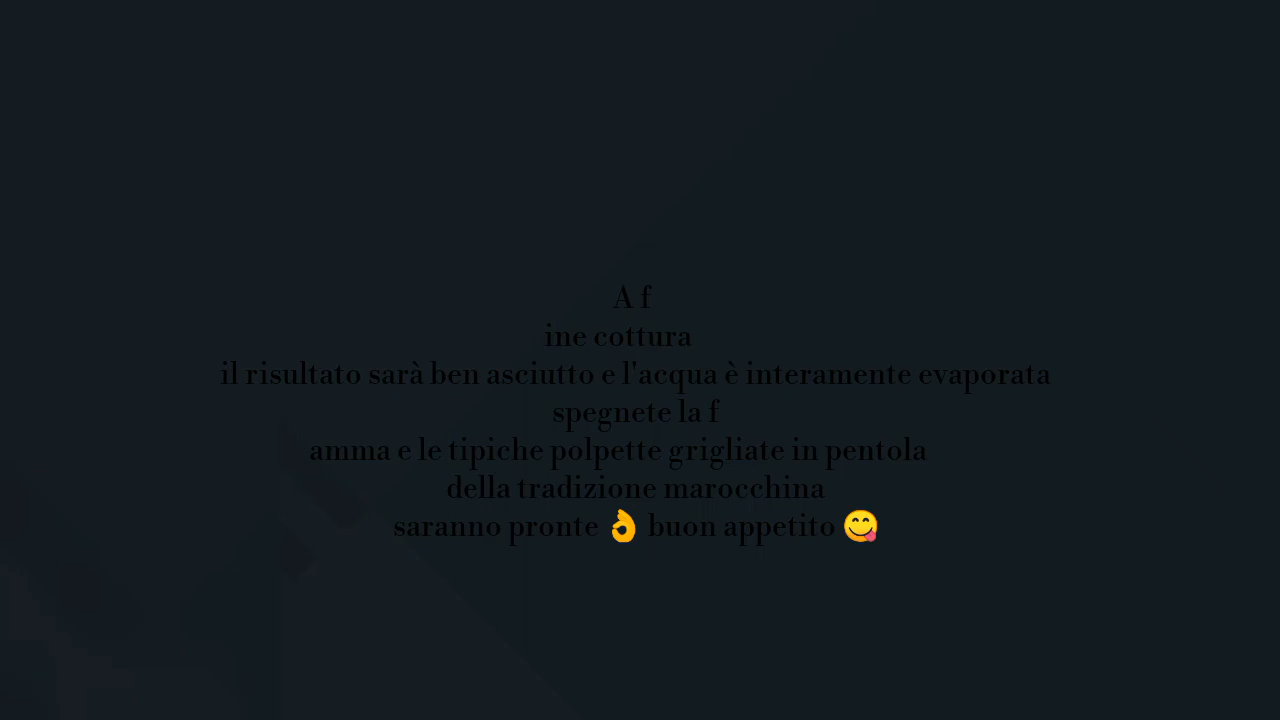 A f
ine cottura
il risultato sarà ben asciutto e l'acqua è interamente evaporata
spegnete la f
amma e le tipiche polpette grigliate in pentola
della tradizione marocchina
saranno pronte 👌 buon appetito 😋